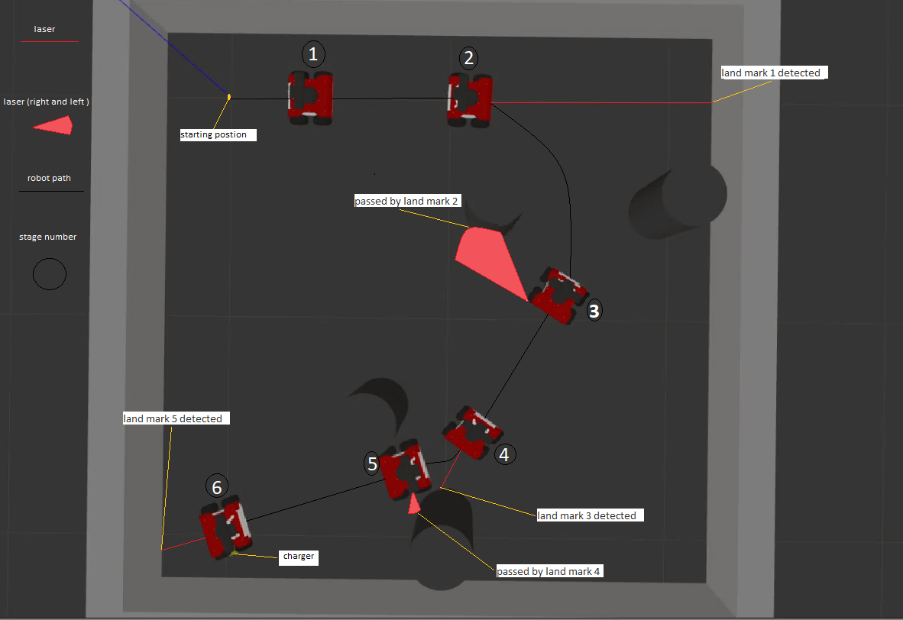 laser
laser (right and left )
robot path
stage number
1
2
land mark 1 detected
starting postion
passed by land mark 2
3
land mark 5 detected
4
5
6
land mark 3 detected
charger
passed by land mark 4